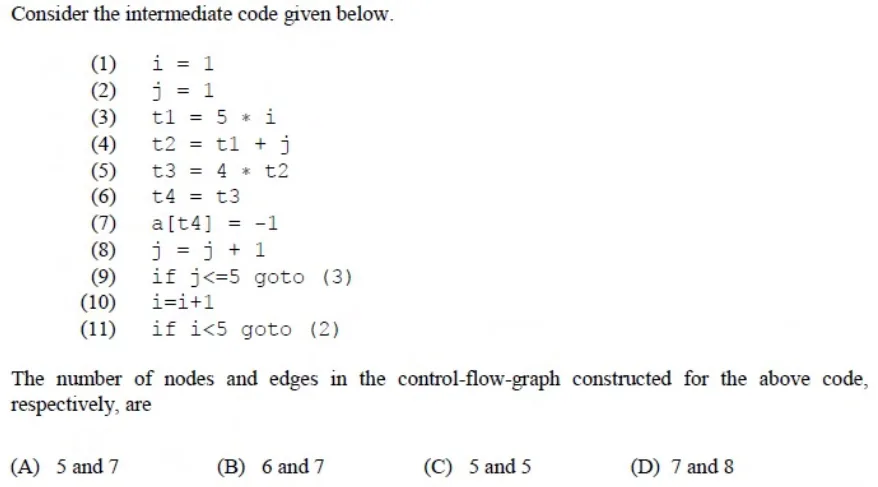 Consider the intermediate code given below.
(1) i = 1
(2) j = 1
(3) t1 = 5 * i
(4) t2 = t1 + j
(5) t3 = 4 * t2
(6) t4 = t3
(7) a[t4] = -1
(8) j = j + 1
(9) if j<=5 goto (3)
(10) i=i+1
(11) if i<5 goto (2)
The number of nodes and edges in the control-flow-graph constructed for the above code,
respectively, are
(A) 5 and 7 (B) 6 and 7 (C) 5 and 5 (D) 7 and 8